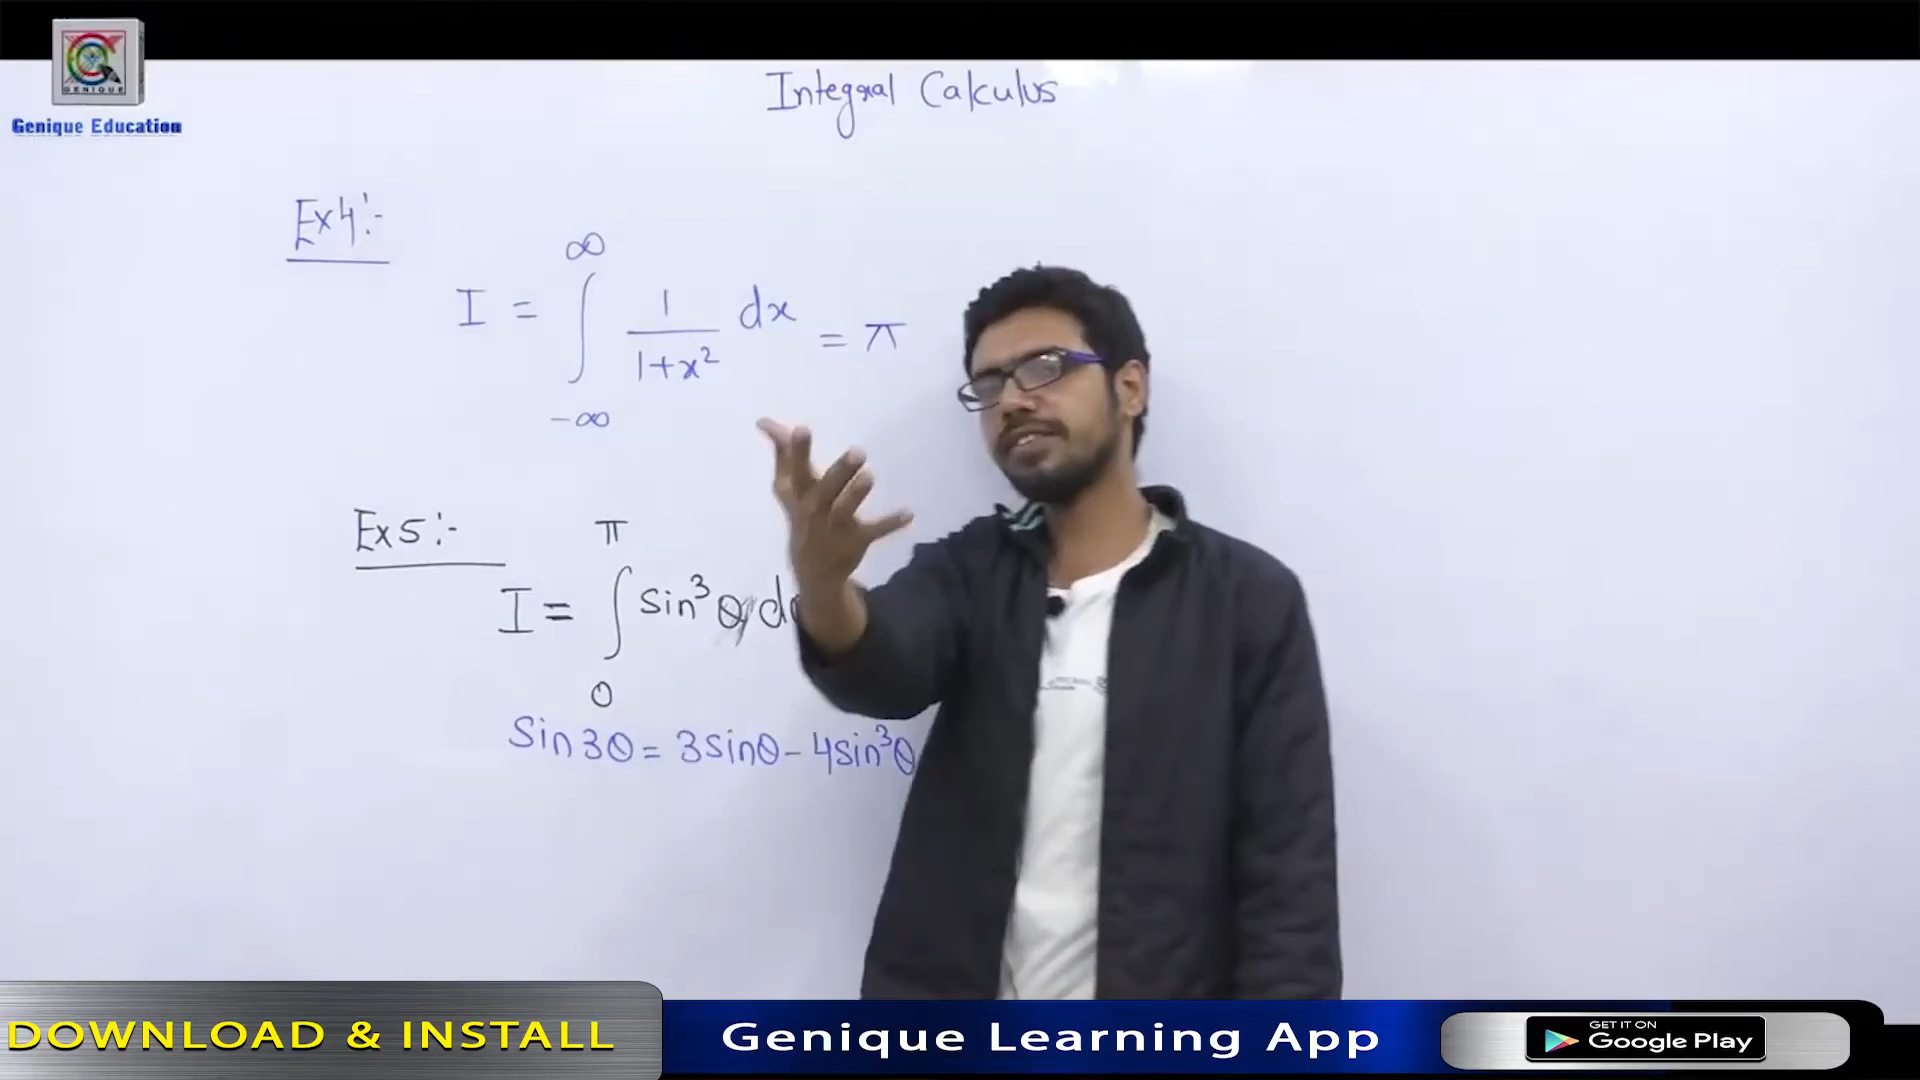 GENIQUE
Genique Education
Integral Calculus
Ex4:-
∞
I = ∫ 1/(1+x²) dx = π
-∞
Ex5:-
π
I = ∫ sin³θ
0
Sin3θ = 3sinθ - 4sin³θ
DOWNLOAD & INSTALL
Genique Learning App
GET IT ON
Google Play